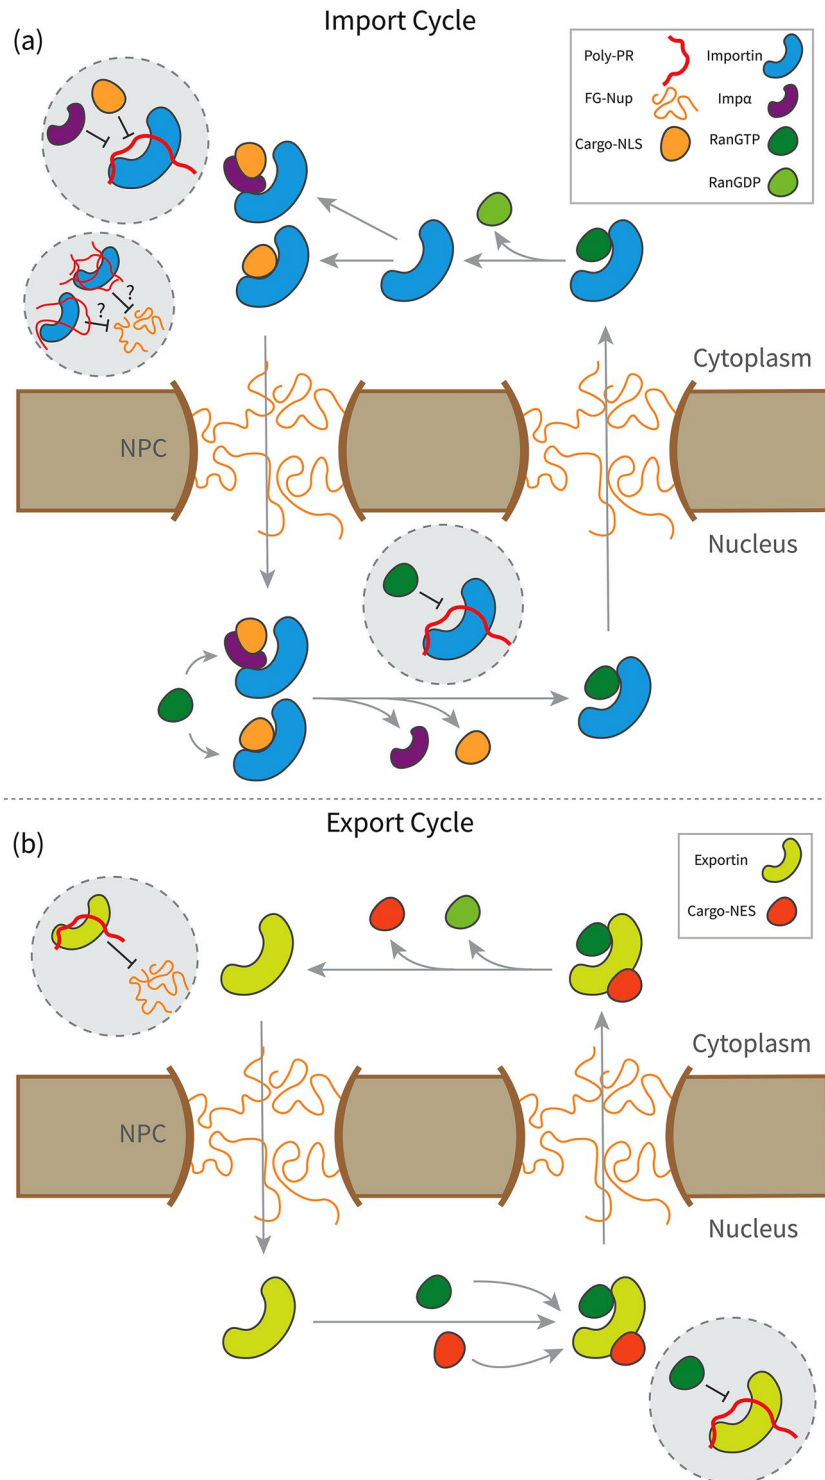 Import Cycle
(a)
Poly-PR
Importin
FG-Nup
Impα
Cargo-NLS
RanGTP
RanGDP
?
?
Cytoplasm
NPC
Nucleus
Export Cycle
(b)
Exportin
Cargo-NES
Cytoplasm
NPC
Nucleus